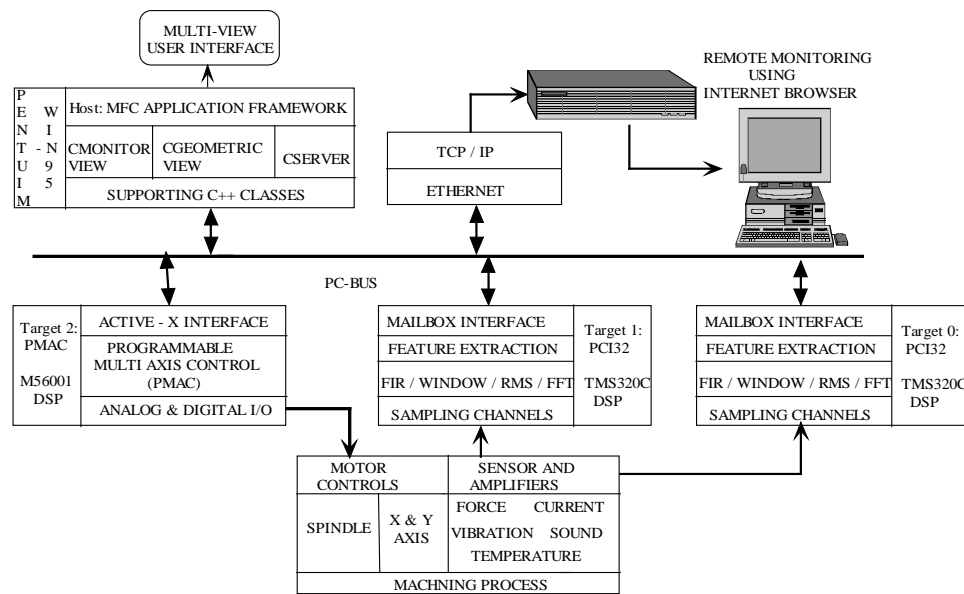 MULTI-VIEW
USER INTERFACE
PENTUIM
WIN95
-
Host: MFC APPLICATION FRAMEWORK
CMONITOR
VIEW
CGEOMETRIC
VIEW
CSERVER
SUPPORTING C++ CLASSES
TCP / IP
ETHERNET
REMOTE MONITORING
USING
INTERNET BROWSER
PC-BUS
Target 2:
PMAC
M56001
DSP
ACTIVE - X INTERFACE
PROGRAMMABLE
MULTI AXIS CONTROL
(PMAC)
ANALOG & DIGITAL I/O
MAILBOX INTERFACE
FEATURE EXTRACTION
FIR / WINDOW / RMS / FFT
SAMPLING CHANNELS
Target 1:
PCI32
TMS320C
DSP
MAILBOX INTERFACE
FEATURE EXTRACTION
FIR / WINDOW / RMS / FFT
SAMPLING CHANNELS
Target 0:
PCI32
TMS320C
DSP
MOTOR
CONTROLS
SENSOR AND
AMPLIFIERS
SPINDLE
X & Y
AXIS
FORCE CURRENT
VIBRATION SOUND
TEMPERATURE
MACHNING PROCESS